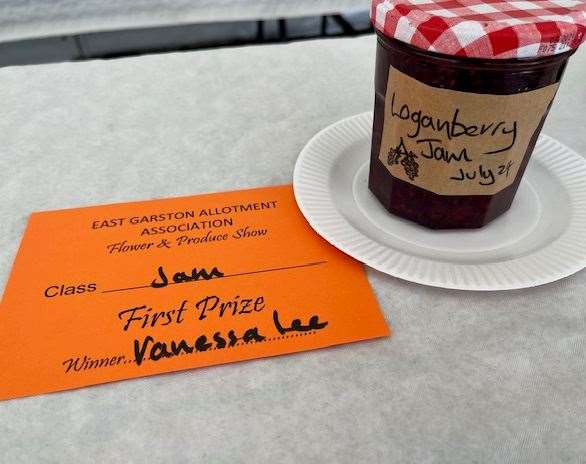 EAST GARSTON ALLOTMENT
ASSOCIATION
Flower & Produce Show
Class Jam
First Prize
Winner...Vanessa Lee
Loganberry
Jam
July 24